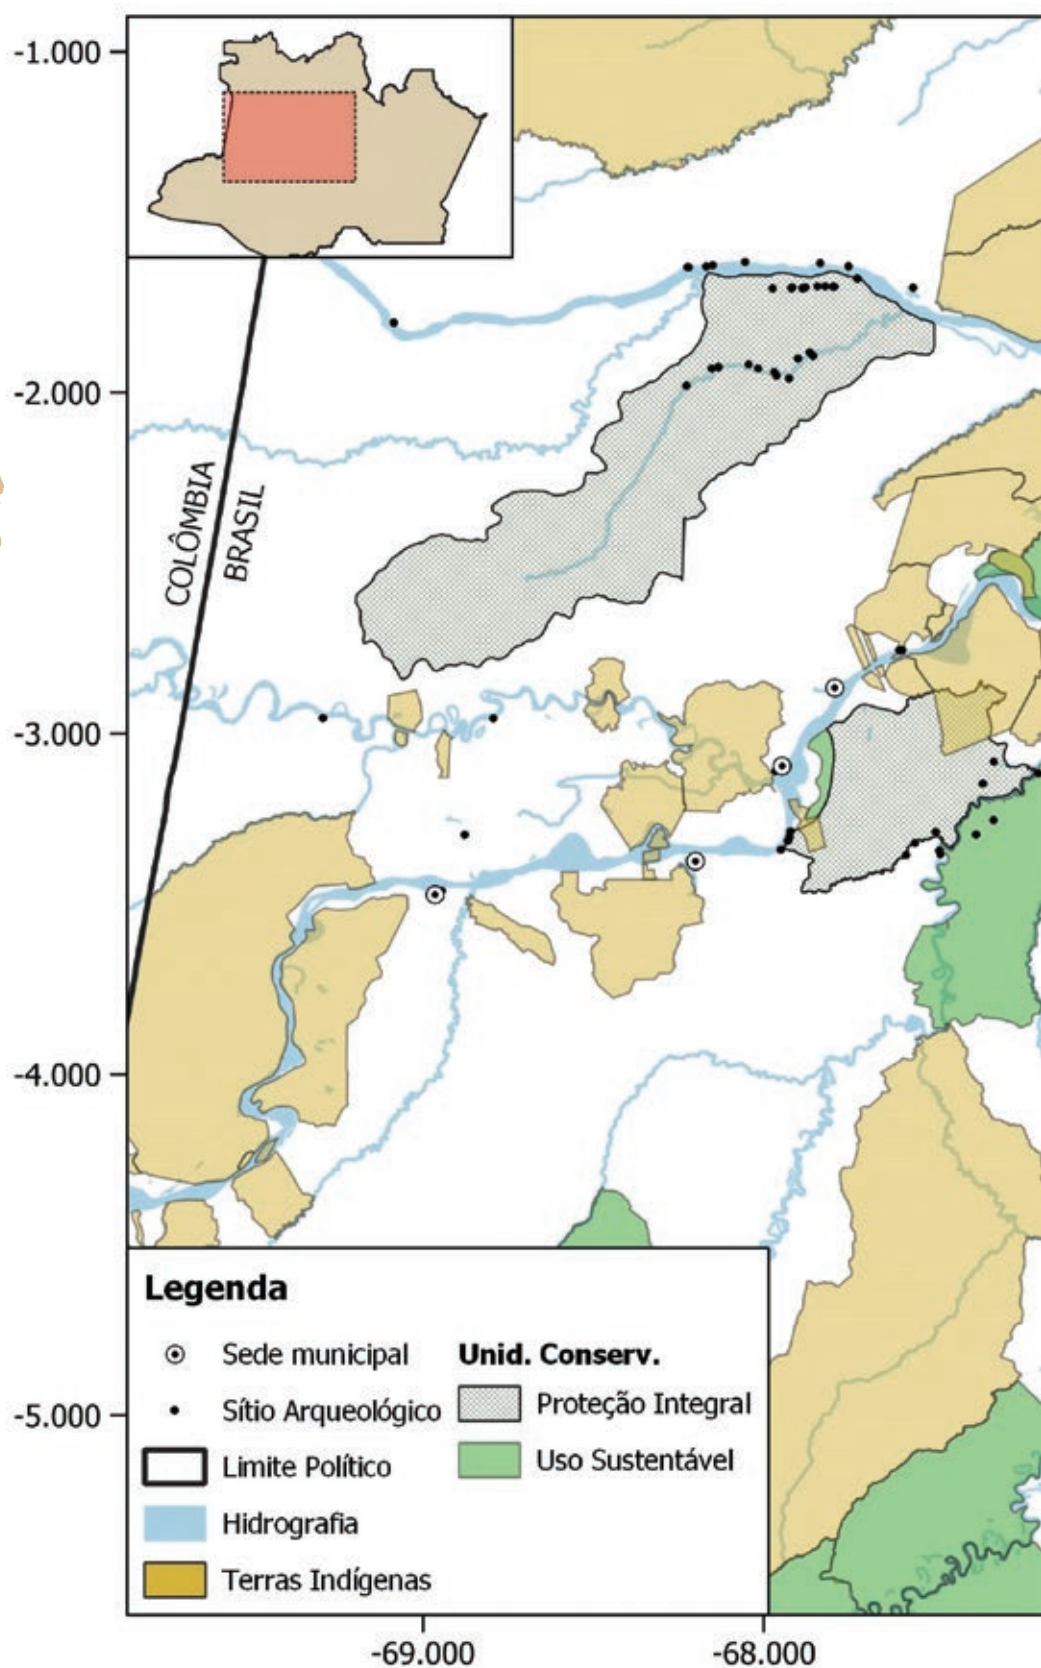 -1.000
-2.000
COLÔMBIA
BRASIL
-3.000
-4.000
-5.000
Legenda
Sede municipal
Sítio Arqueológico
Limite Político
Hidrografia
Terras Indígenas
Unid. Conserv.
Proteção Integral
Uso Sustentável
-69.000
-68.000